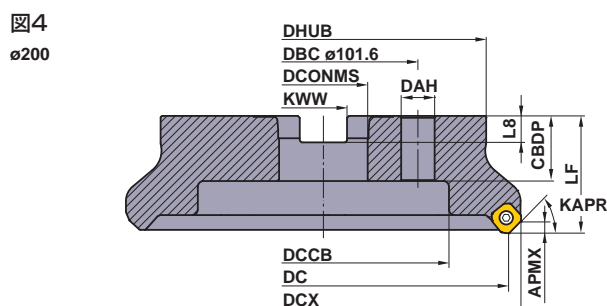 図4
ø200
DHUB
DBC ø101.6
DCONMS
KWW
DAH
L8
CBDP
LF
KAPR
DCCB
DC
DCX
APMX